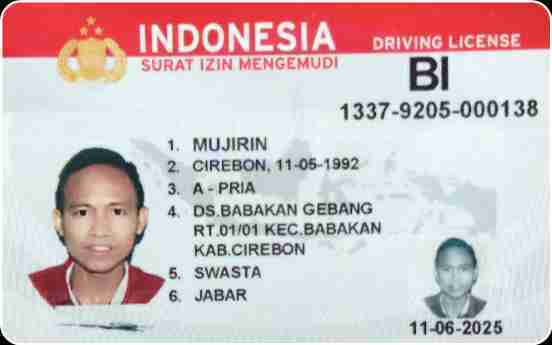 INDONESIA
SURAT IZIN MENGEMUDI
DRIVING LICENSE
BI
1337-9205-000138
1. MUJIRIN
2. CIREBON, 11-05-1992
3. A - PRIA
4. DS.BABAKAN GEBANG
RT.01/01 KEC.BABAKAN
KAB.CIREBON
5. SWASTA
6. JABAR
11-06-2025